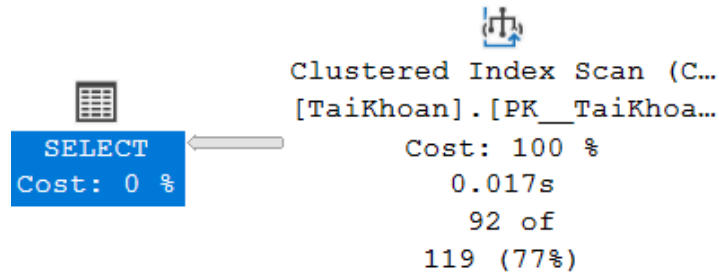 Clustered Index Scan (C…
[TaiKhoan].[PK__TaiKhoa…
SELECT
Cost: 100 %
Cost: 0 %
0.017s
92 of
119 (77%)